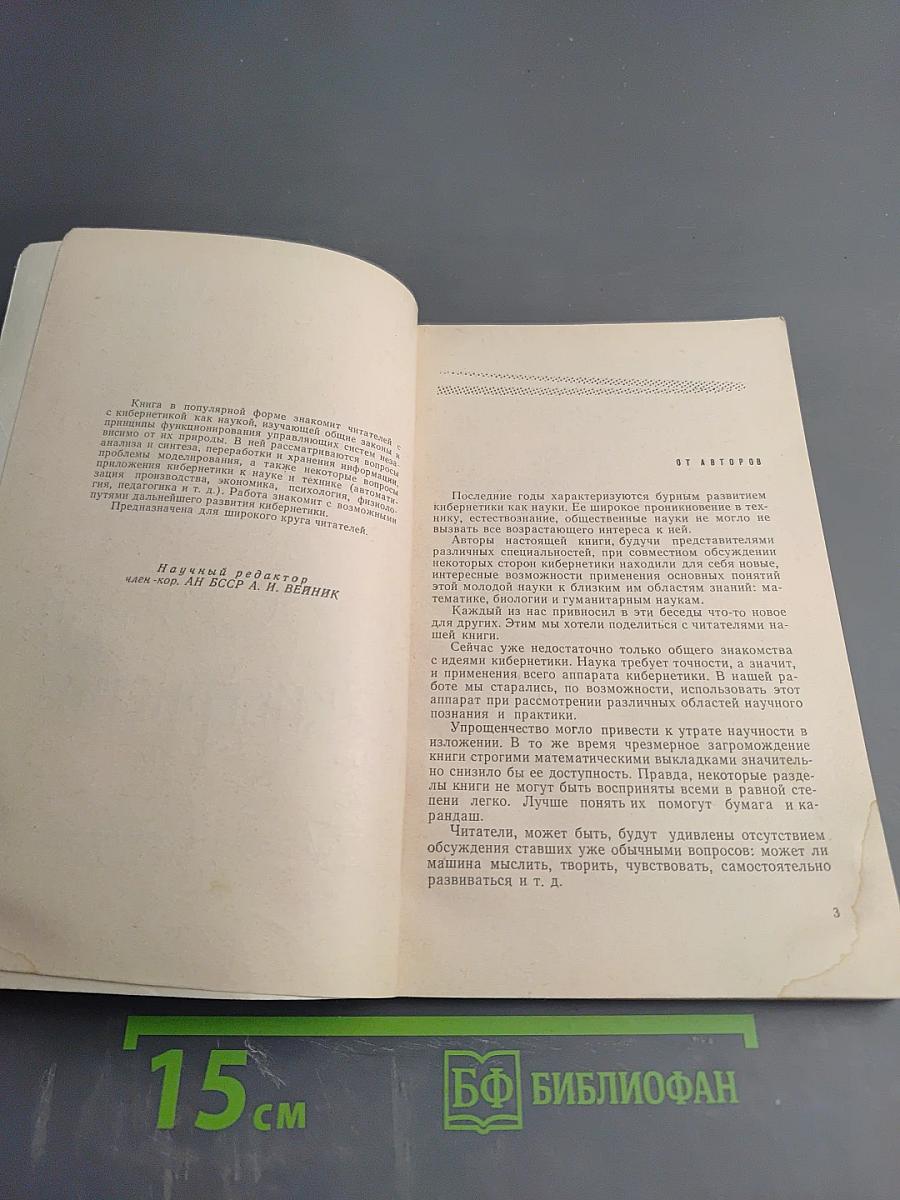 Книга в популярной форме знакомит читателей с
с кибернетикой как наукой, изучающей общие законы и
принципы функционирования управляющих систем неза-
висимо от их природы. В ней рассматриваются вопросы
анализа и синтеза, переработки и хранения информации,
проблемы моделирования, а также некоторые вопросы
приложения кибернетики к науке и технике (автомати-
зация производства, экономика, психология, физиоло-
гия, педагогика и т. д.). Работа знакомит с возможными
путями дальнейшего развития кибернетики.
Предназначена для широкого круга читателей.
Научный редактор
член-кор. АН БССР А. И. ВЕЙНИК
ОТ АВТОРОВ
Последние годы характеризуются бурным развитием
кибернетики как науки. Ее широкое проникновение в тех-
нику, естествознание, общественные науки не могло не
вызвать все возрастающего интереса к ней.
Авторы настоящей книги, будучи представителями
различных специальностей, при совместном обсуждении
некоторых сторон кибернетики находили для себя новые,
интересные возможности применения основных понятий
этой молодой науки к близким им областям знаний: ма-
тематике, биологии и гуманитарным наукам.
Каждый из нас привносил в эти беседы что-то новое
для других. Этим мы хотели поделиться с читателями на-
шей книги.
Сейчас уже недостаточно только общего знакомства
с идеями кибернетики. Наука требует точности, а значит,
и применения всего аппарата кибернетики. В нашей ра-
боте мы старались, по возможности, использовать этот
аппарат при рассмотрении различных областей научного
познания и практики.
Упрощенчество могло привести к утрате научности в
изложении. В то же время чрезмерное загромождение
книги строгими математическими выкладками значитель-
но снизило бы ее доступность. Правда, некоторые разде-
лы книги не могут быть восприняты всеми в равной сте-
пени легко. Лучше понять их помогут бумага и ка-
рандаш.
Читатели, может быть, будут удивлены отсутствием
обсуждения ставших уже обычными вопросов: может ли
машина мыслить, творить, чувствовать, самостоятельно
развиваться и т. д.
3
15 см
БФ БИБЛИОФАН